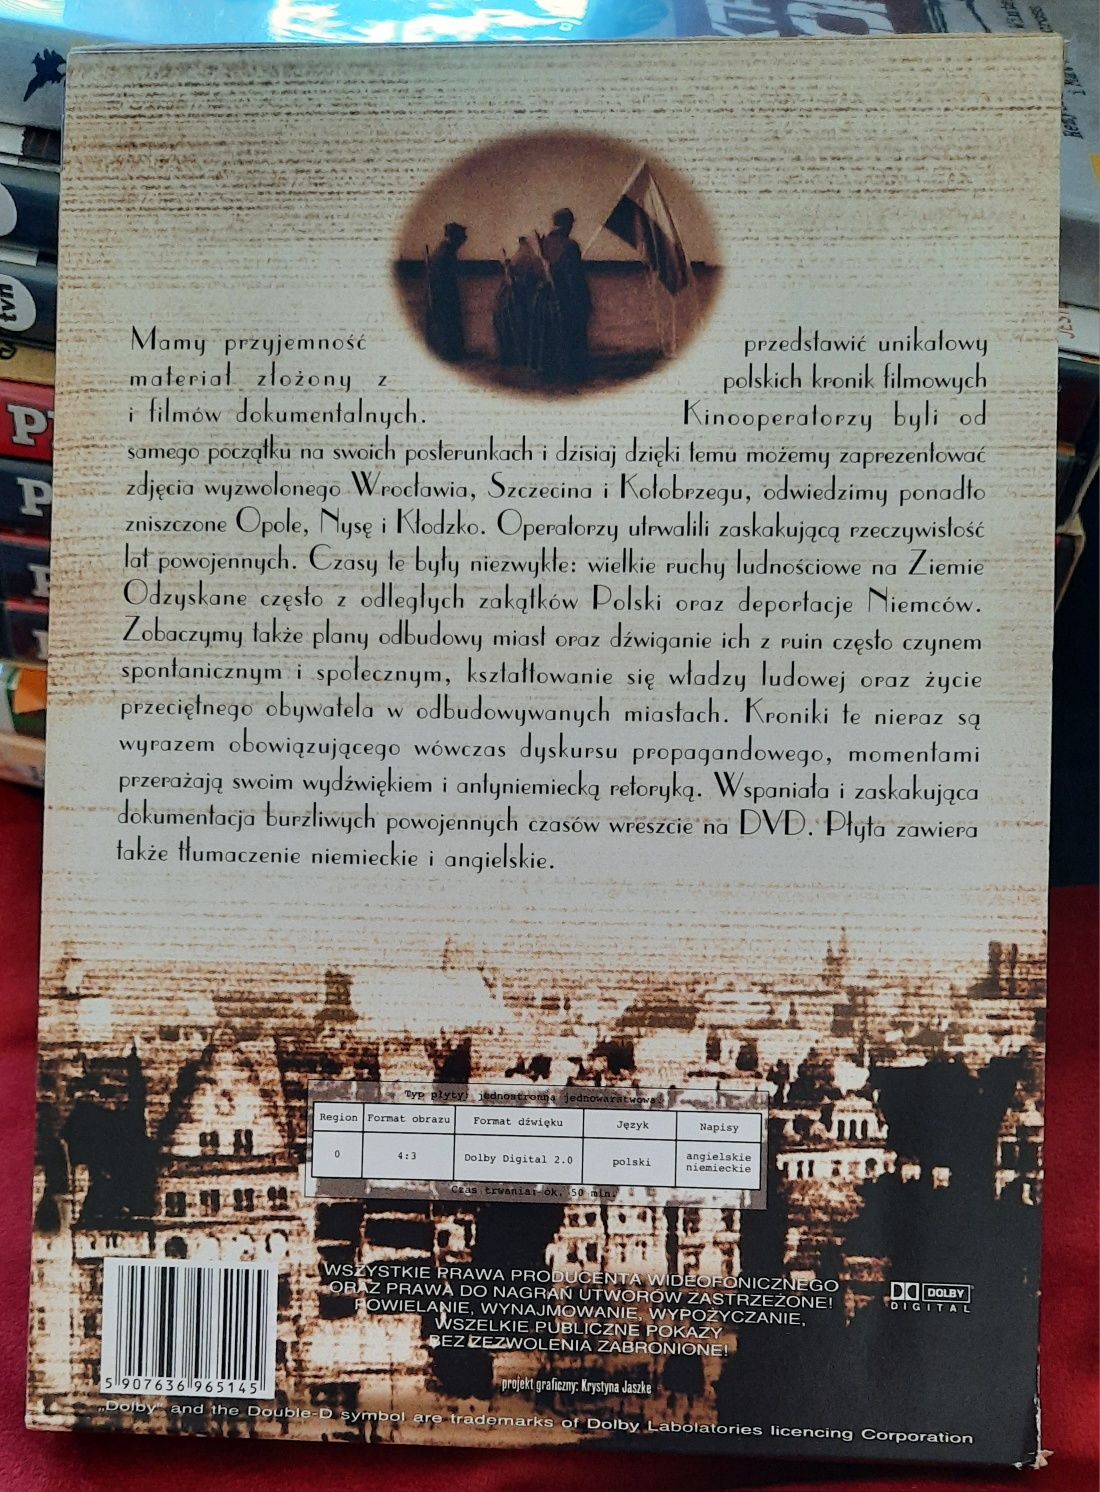 tvn
Mamy przyjemność przedstawić unikatowy
materiał złożony z polskich kronik filmowych
i filmów dokumentalnych. Kinooperatorzy byli od
samego początku na swoich posterunkach i dzisiaj dzięki temu możemy zaprezentować
zdjęcia wyzwolonego Wrocławia, Szczecina i Kołobrzegu, odwiedzimy ponadto
zniszczone Opole, Nysę i Kłodzko. Operatorzy utrwalili zaskakującą rzeczywistość
lat powojennych. Czasy te były niezwykłe: wielkie ruchy ludnościowe na Ziemie
Odzyskane często z odległych zakątków Polski oraz deportacje Niemców.
Zobaczymy także plany odbudowy miast oraz dźwiganie ich z ruin często czynem
spontanicznym i społecznym, kształtowanie się władzy ludowej oraz życie
przeciętnego obywatela w odbudowywanych miastach. Kroniki te nieraz są
wyrazem obowiązującego wówczas dyskursu propagandowego, momentami
przerażają swoim wydźwiękiem i antyniemiecką retoryką. Wspaniała i zaskakująca
dokumentacja burzliwych powojennych czasów wreszcie na DVD. Płyta zawiera
także tłumaczenie niemieckie i angielskie.
Typ płyty: jednostronna jednowarstwowa
Region Format obrazu Format dźwięku Język Napisy
0 4:3 Dolby Digital 2.0 polski angielskie
niemieckie
Czas trwania: ok. 50 min.
WSZYSTKIE PRAWA PRODUCENTA WIDEOFONICZNEGO
ORAZ PRAWA DO NAGRAŃ UTWORÓW ZASTRZEŻONE!
POWIELANIE, WYNAJMOWANIE, WYPOŻYCZANIE,
WSZELKIE PUBLICZNE POKAZY
BEZ ZEZWOLENIA ZABRONIONE!
DOLBY
DIGITAL
projekt graficzny: Krystyna Jaszke
5 907636 965145
„Dolby" and the Double-D symbol are trademarks of Dolby Labolatories licencing Corporation